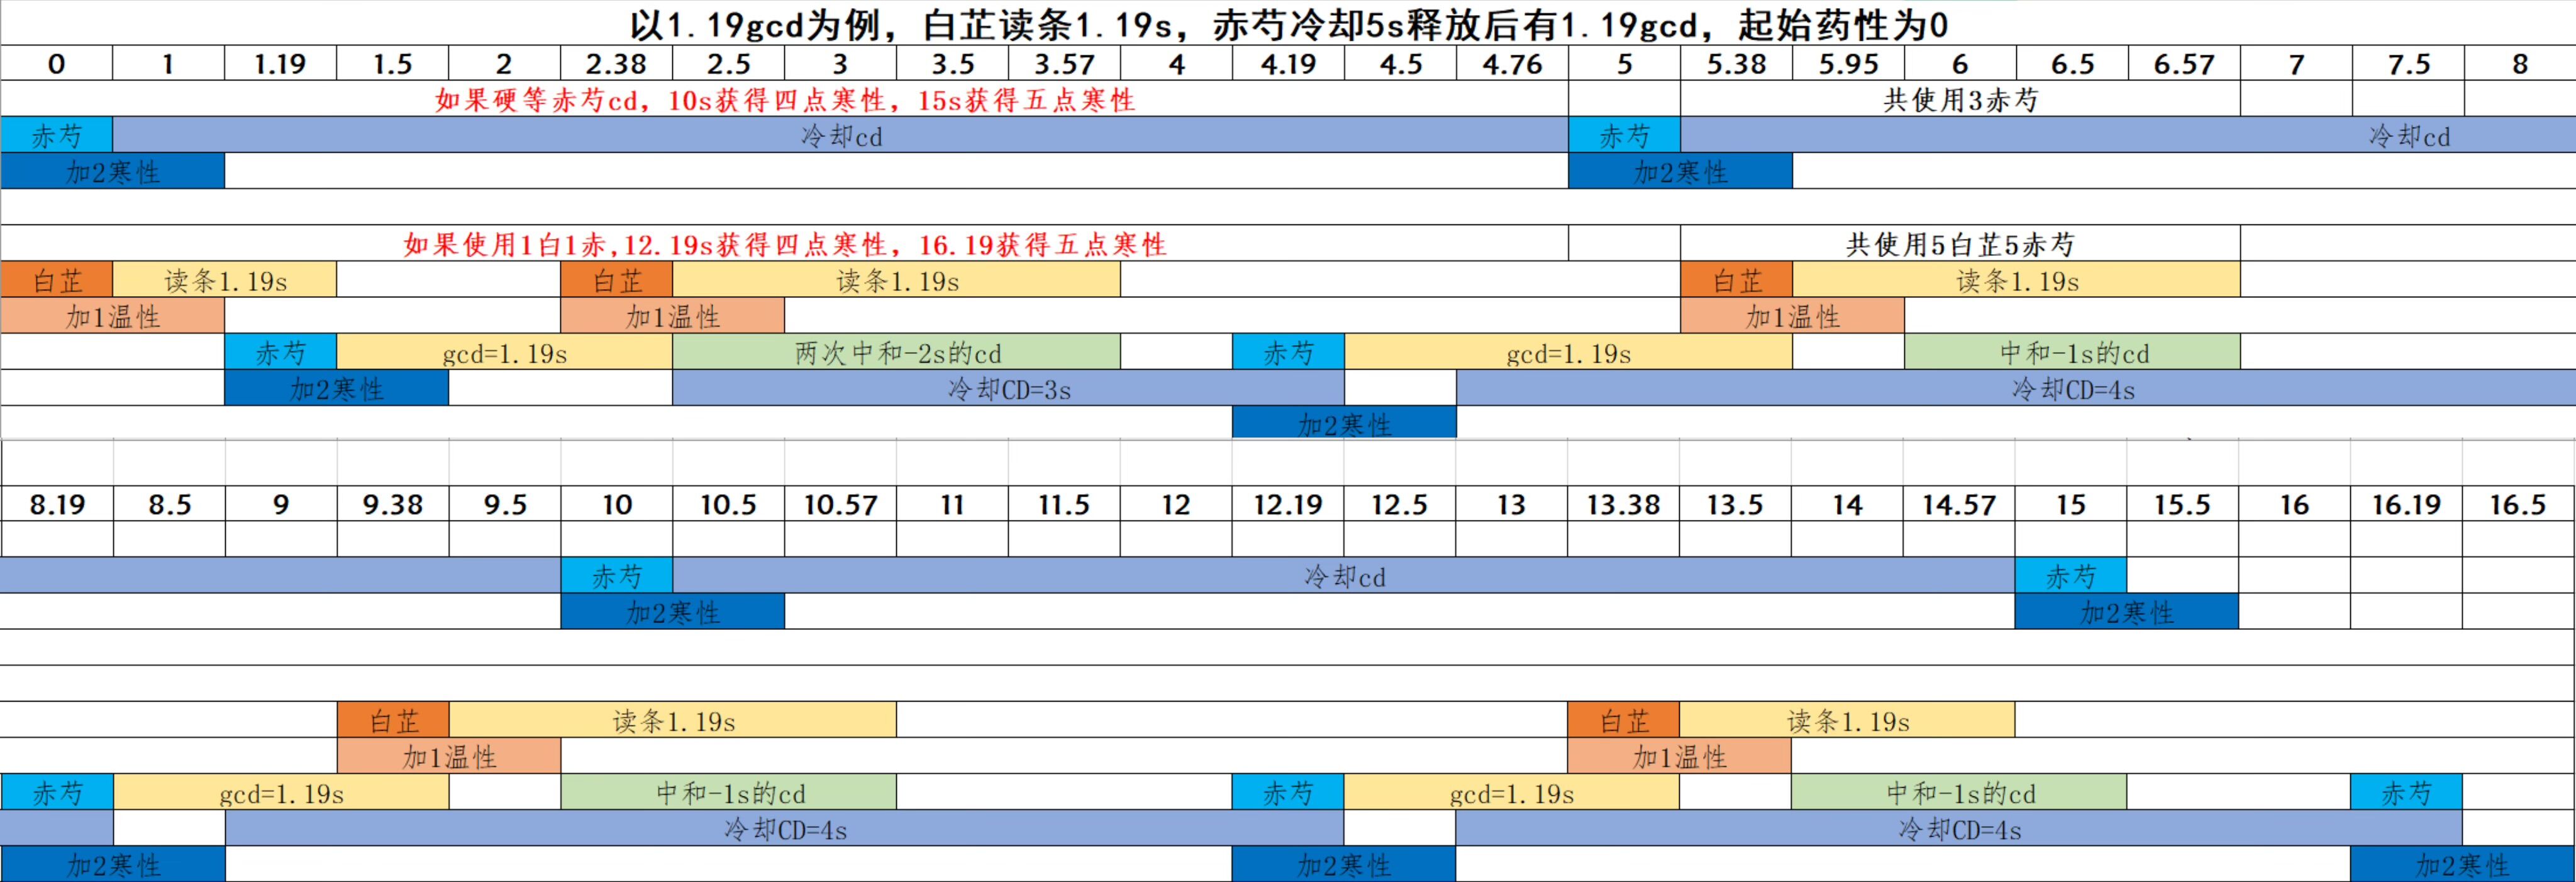 以1.19gcd为例，白芷读条1.19s，赤芍冷却5s释放后有1.19gcd，起始药性为0
0 1 1.19 1.5 2 2.38 2.5 3 3.5 3.57 4 4.19 4.5 4.76 5 5.38 5.95 6 6.5 6.57 7 7.5 8
如果硬等赤芍cd，10s获得四点寒性，15s获得五点寒性 共使用3赤芍
赤芍 冷却cd 赤芍 冷却cd
加2寒性 加2寒性
如果使用1白1赤,12.19s获得四点寒性，16.19获得五点寒性 共使用5白芷5赤芍
白芷 读条1.19s 白芷 读条1.19s 白芷 读条1.19s
加1温性 加1温性 加1温性
赤芍 gcd=1.19s 两次中和-2s的cd 赤芍 gcd=1.19s 中和-1s的cd
加2寒性 冷却CD=3s 冷却CD=4s
加2寒性
8.19 8.5 9 9.38 9.5 10 10.5 10.57 11 11.5 12 12.19 12.5 13 13.38 13.5 14 14.57 15 15.5 16 16.19 16.5
赤芍 冷却cd 赤芍
加2寒性 加2寒性
白芷 读条1.19s 白芷 读条1.19s
加1温性 加1温性
赤芍 gcd=1.19s 中和-1s的cd 赤芍 gcd=1.19s 中和-1s的cd 赤芍
冷却CD=4s 冷却CD=4s
加2寒性 加2寒性 加2寒性